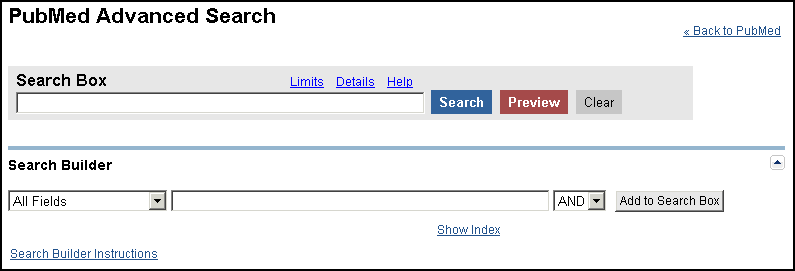 PubMed Advanced Search
« Back to PubMed
Search Box Limits Details Help
Search Preview Clear
Search Builder
All Fields AND Add to Search Box
Show Index
Search Builder Instructions